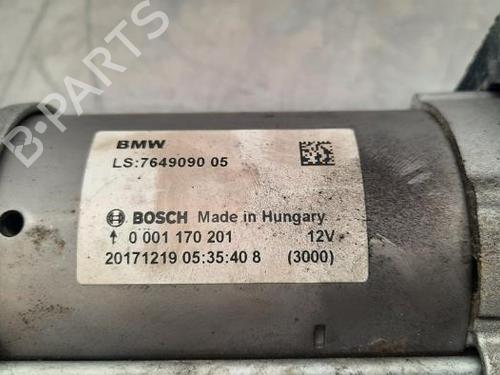 BMW
LS:7649090 05
BOSCH Made in Hungary
0 001 170 201 12V
20171219 05:35:40 8 (3000)
B-PARTS